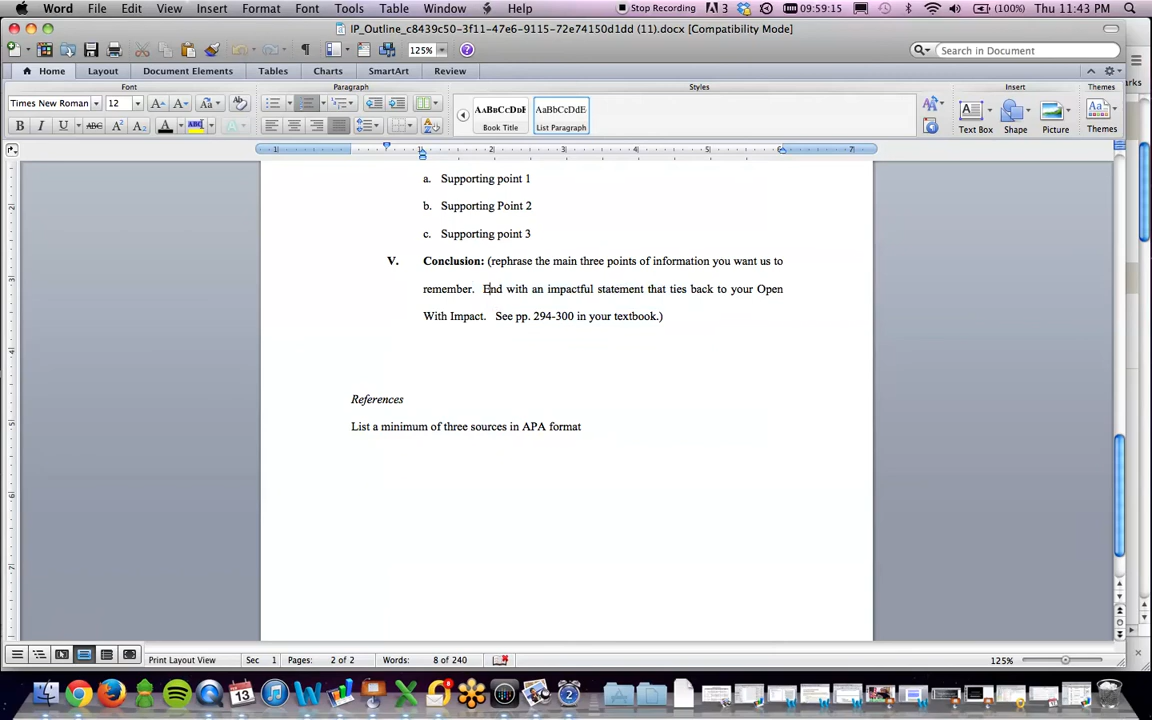 Word File Edit View Insert Format Font Tools Table Window Help Stop Recording 3 09:59:15 (100%) Thu 11:43 PM
IP_Outline_c8439c50-3f11-47e6-9115-72e74150d1dd (11).docx [Compatibility Mode]
125% Search in Document
Home Layout Document Elements Tables Charts SmartArt Review
Font Paragraph Styles Insert Themes
Times New Roman 12 A A Aa AaBbCcDdE AaBbCcDdE
B I U ABC A² A₂ A ABC A Book Title List Paragraph Text Box Shape Picture Themes
a. Supporting point 1
b. Supporting Point 2
c. Supporting point 3
V. Conclusion: (rephrase the main three points of information you want us to
remember. End with an impactful statement that ties back to your Open
With Impact. See pp. 294-300 in your textbook.)
References
List a minimum of three sources in APA format
Print Layout View Sec 1 Pages: 2 of 2 Words: 8 of 240 125%